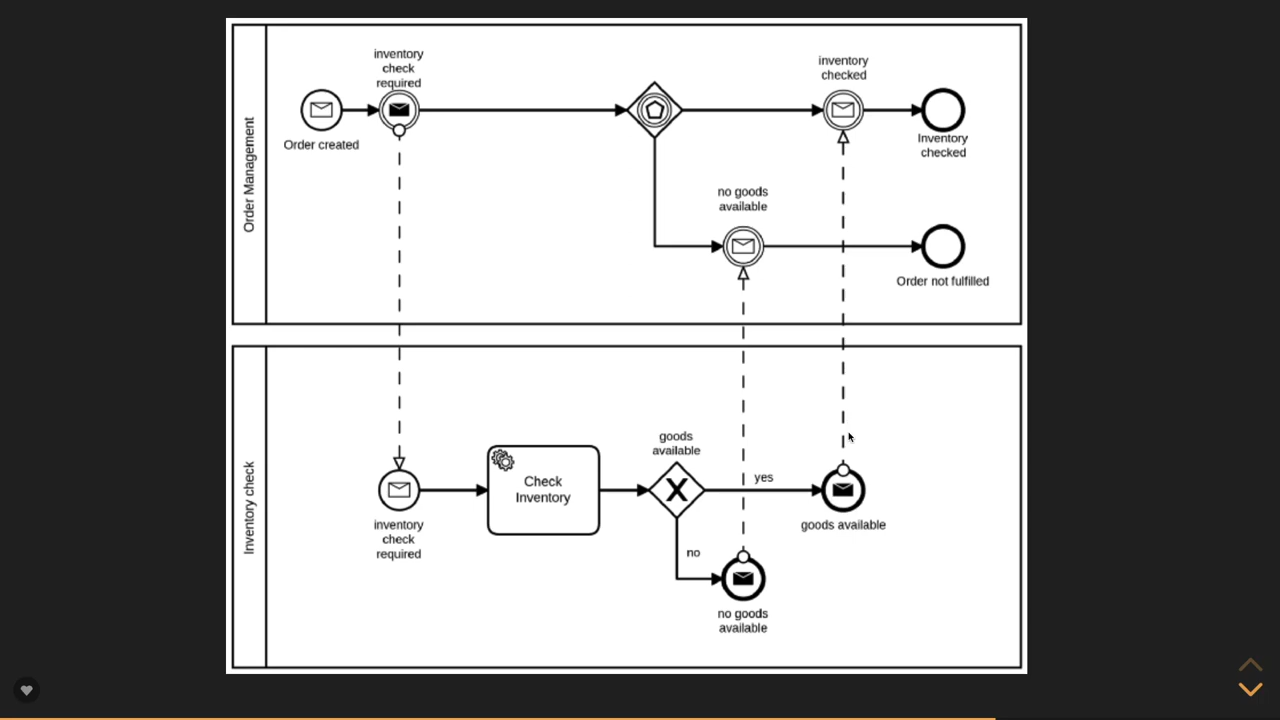 Order Management
inventory
check
required
Order created
inventory
checked
Inventory
checked
no goods
available
Order not fulfilled
Inventory check
inventory
check
required
Check
Inventory
goods
available
X
yes
goods available
no
no goods
available